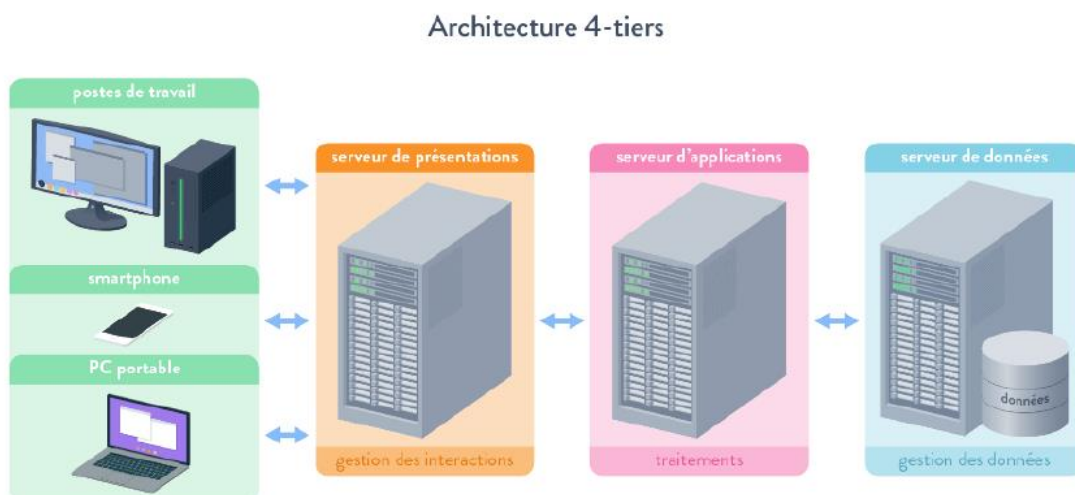 Architecture 4-tiers
postes de travail
smartphone
PC portable
serveur de présentations
gestion des interactions
serveur d'applications
traitements
serveur de données
données
gestion des données